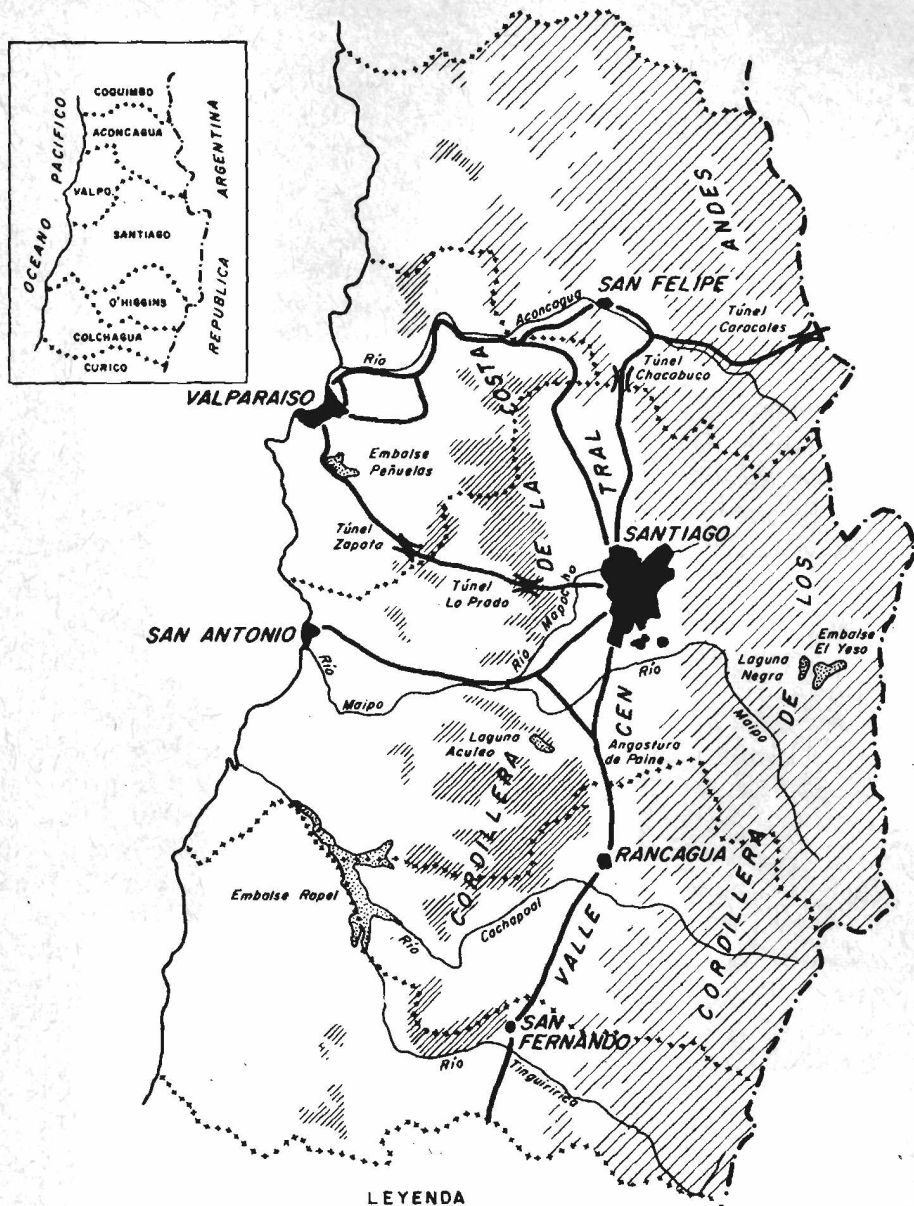 COQUIMBO
ACONCAGUA
VALPO.
SANTIAGO
O'HIGGINS
COLCHAGUA
CURICO
OCEANO PACIFICO
REPUBLICA ARGENTINA
CORDILLERA DE LOS ANDES
CORDILLERA DE LA COSTA
VALLE CENTRAL
SAN FELIPE
Río Aconcagua
Túnel
Caracoles
Túnel
Chacabuco
VALPARAISO
Embalse
Peñuelas
Túnel
Zapata
Túnel
Lo Prado
SANTIAGO
Río Mapocho
SAN ANTONIO
Río Maipo
Río Maipo
Laguna
Negra
Embalse
El Yeso
Laguna
Aculeo
Angostura
de Paine
RANCAGUA
Embalse Rapel
Río Cachapoal
SAN
FERNANDO
Río Tinguiririca
LEYENDA